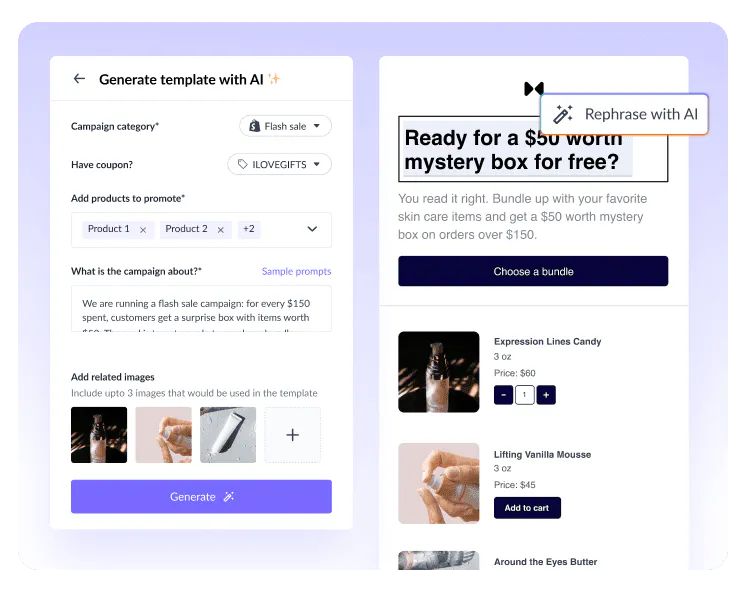 Generate template with AI
Campaign category*
Flash sale
Have coupon?
ILOVEGIFTS
Add products to promote*
Product 1
Product 2
+2
What is the campaign about?*
Sample prompts
We are running a flash sale campaign: for every $150
spent, customers get a surprise box with items worth
Add related images
Include upto 3 images that would be used in the template
Generate
Rephrase with AI
Ready for a $50 worth
mystery box for free?
You read it right. Bundle up with your favorite
skin care items and get a $50 worth mystery
box on orders over $150.
Choose a bundle
Expression Lines Candy
3 oz
Price: $60
- 1 +
Lifting Vanilla Mousse
3 oz
Price: $45
Add to cart
Around the Eyes Butter